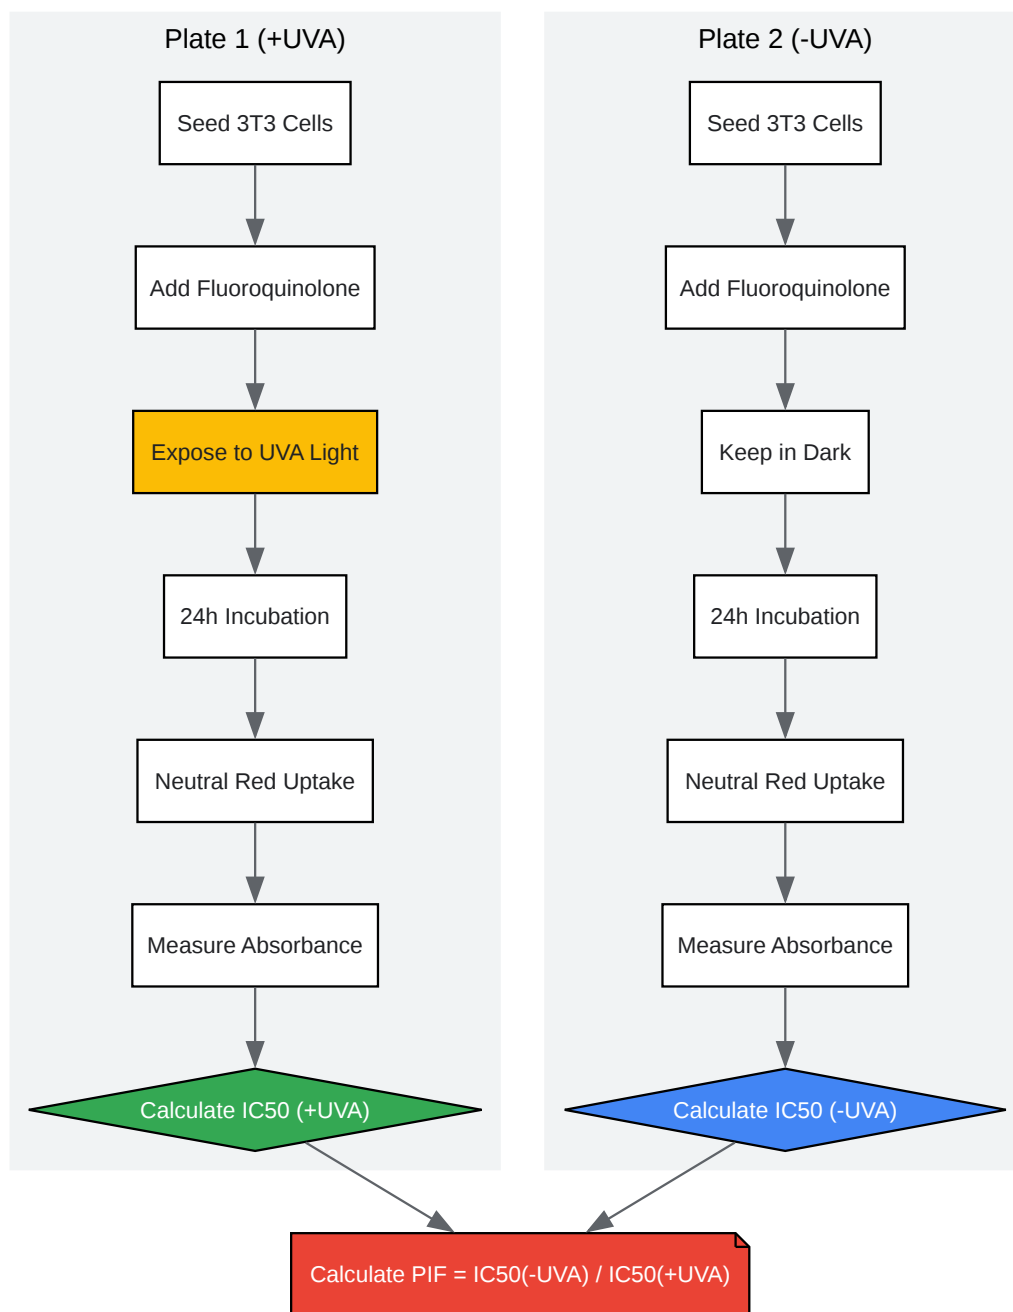 Plate 1 (+UVA)
Seed 3T3 Cells
Add Fluoroquinolone
Expose to UVA Light
24h Incubation
Neutral Red Uptake
Measure Absorbance
Calculate IC50 (+UVA)
Plate 2 (-UVA)
Seed 3T3 Cells
Add Fluoroquinolone
Keep in Dark
24h Incubation
Neutral Red Uptake
Measure Absorbance
Calculate IC50 (-UVA)
Calculate PIF = IC50(-UVA) / IC50(+UVA)